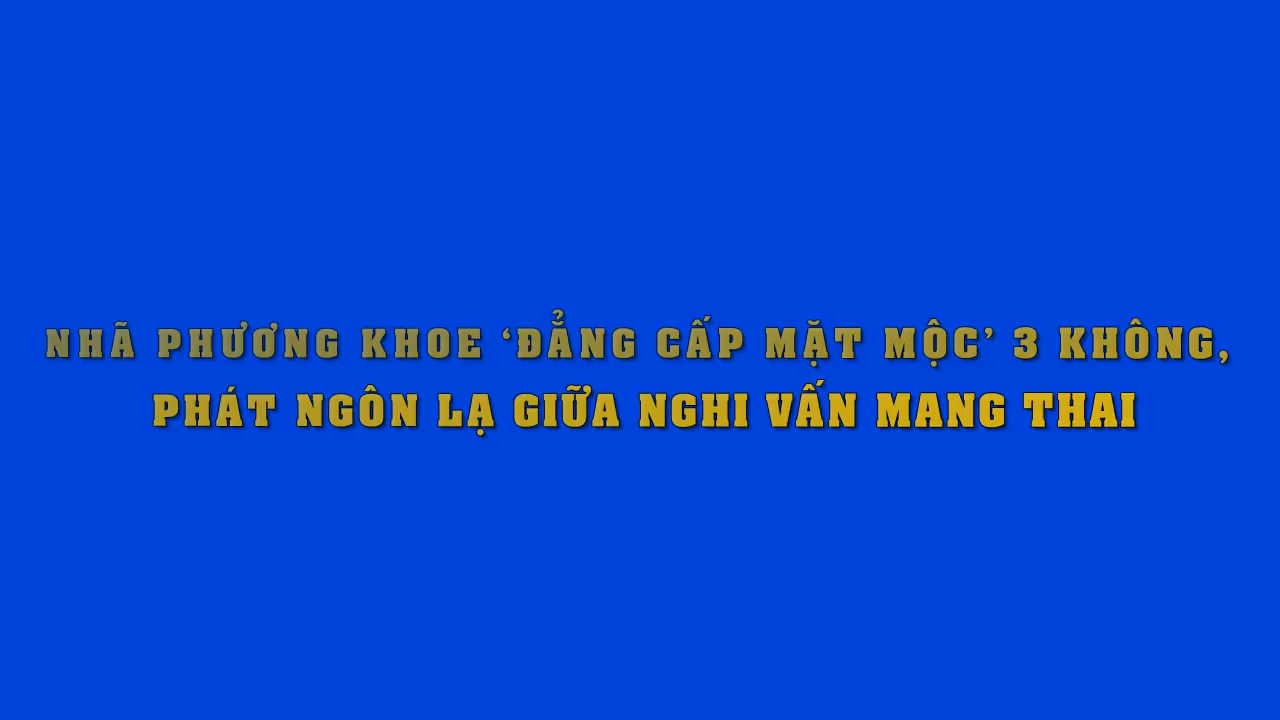 NHÃ PHƯƠNG KHOE ‘ĐẲNG CẤP MẶT MỘC’ 3 KHÔNG,
PHÁT NGÔN LẠ GIỮA NGHI VẤN MANG THAI